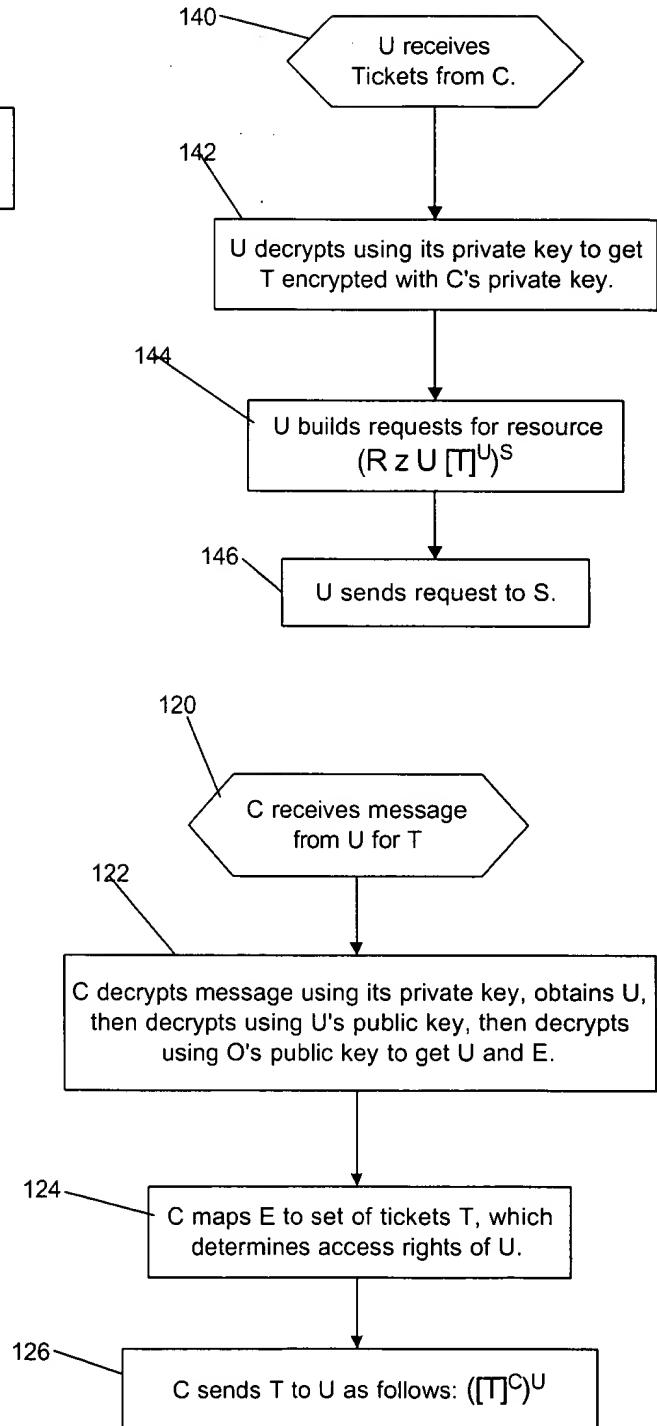 140
U receives
Tickets from C.
142
U decrypts using its private key to get
T encrypted with C's private key.
144
U builds requests for resource
(R z U [T]^U)^S
146
U sends request to S.
120
C receives message
from U for T
122
C decrypts message using its private key, obtains U,
then decrypts using U's public key, then decrypts
using O's public key to get U and E.
124
C maps E to set of tickets T, which
determines access rights of U.
126
C sends T to U as follows: ([T]^C)^U